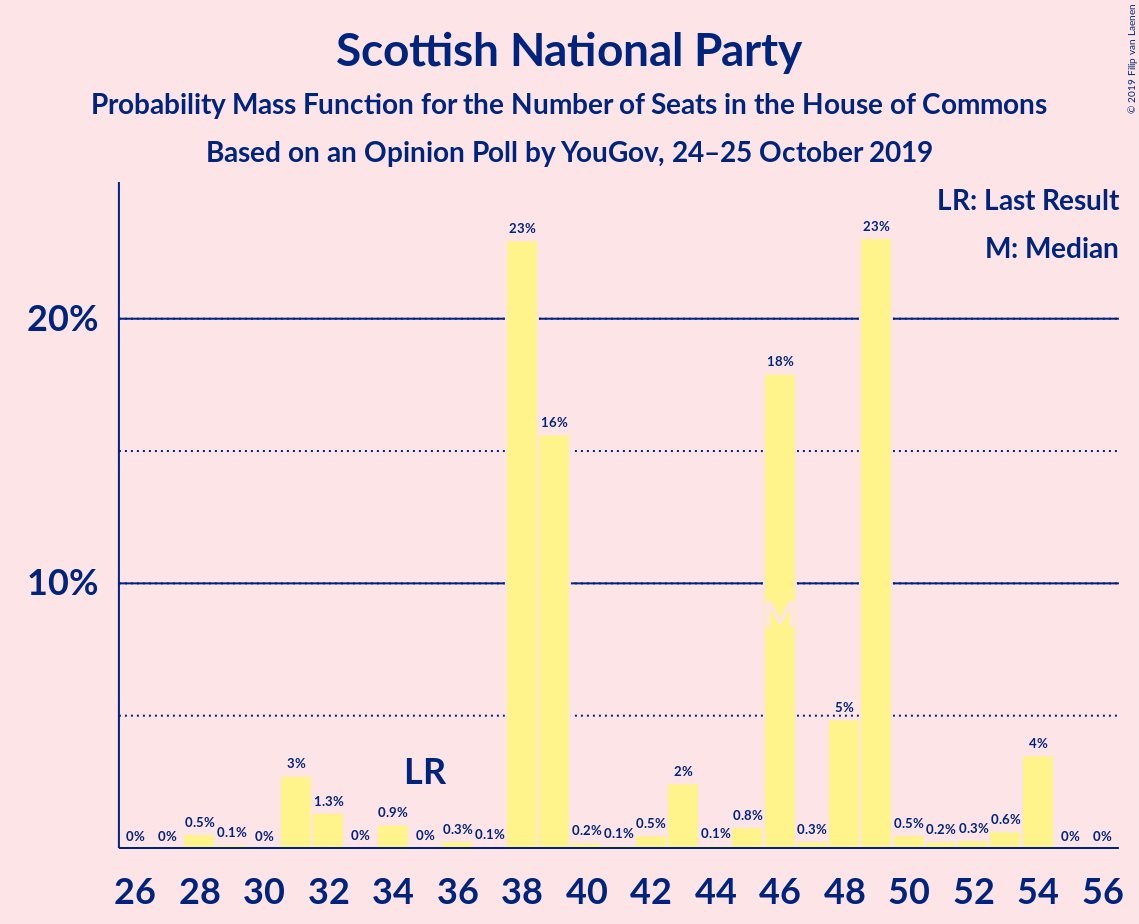 Scottish National Party
Probability Mass Function for the Number of Seats in the House of Commons
Based on an Opinion Poll by YouGov, 24–25 October 2019
© 2019 Filip van Laenen
LR: Last Result
M: Median
20%
10%
0% 0% 0.5% 0.1% 0% 3% 1.3% 0% 0.9% 0% 0.3% 0.1% 23% 16% 0.2% 0.1% 0.5% 2% 0.1% 0.8% 18% 0.3% 5% 23% 0.5% 0.2% 0.3% 0.6% 4% 0% 0%
LR
M
26 28 30 32 34 36 38 40 42 44 46 48 50 52 54 56